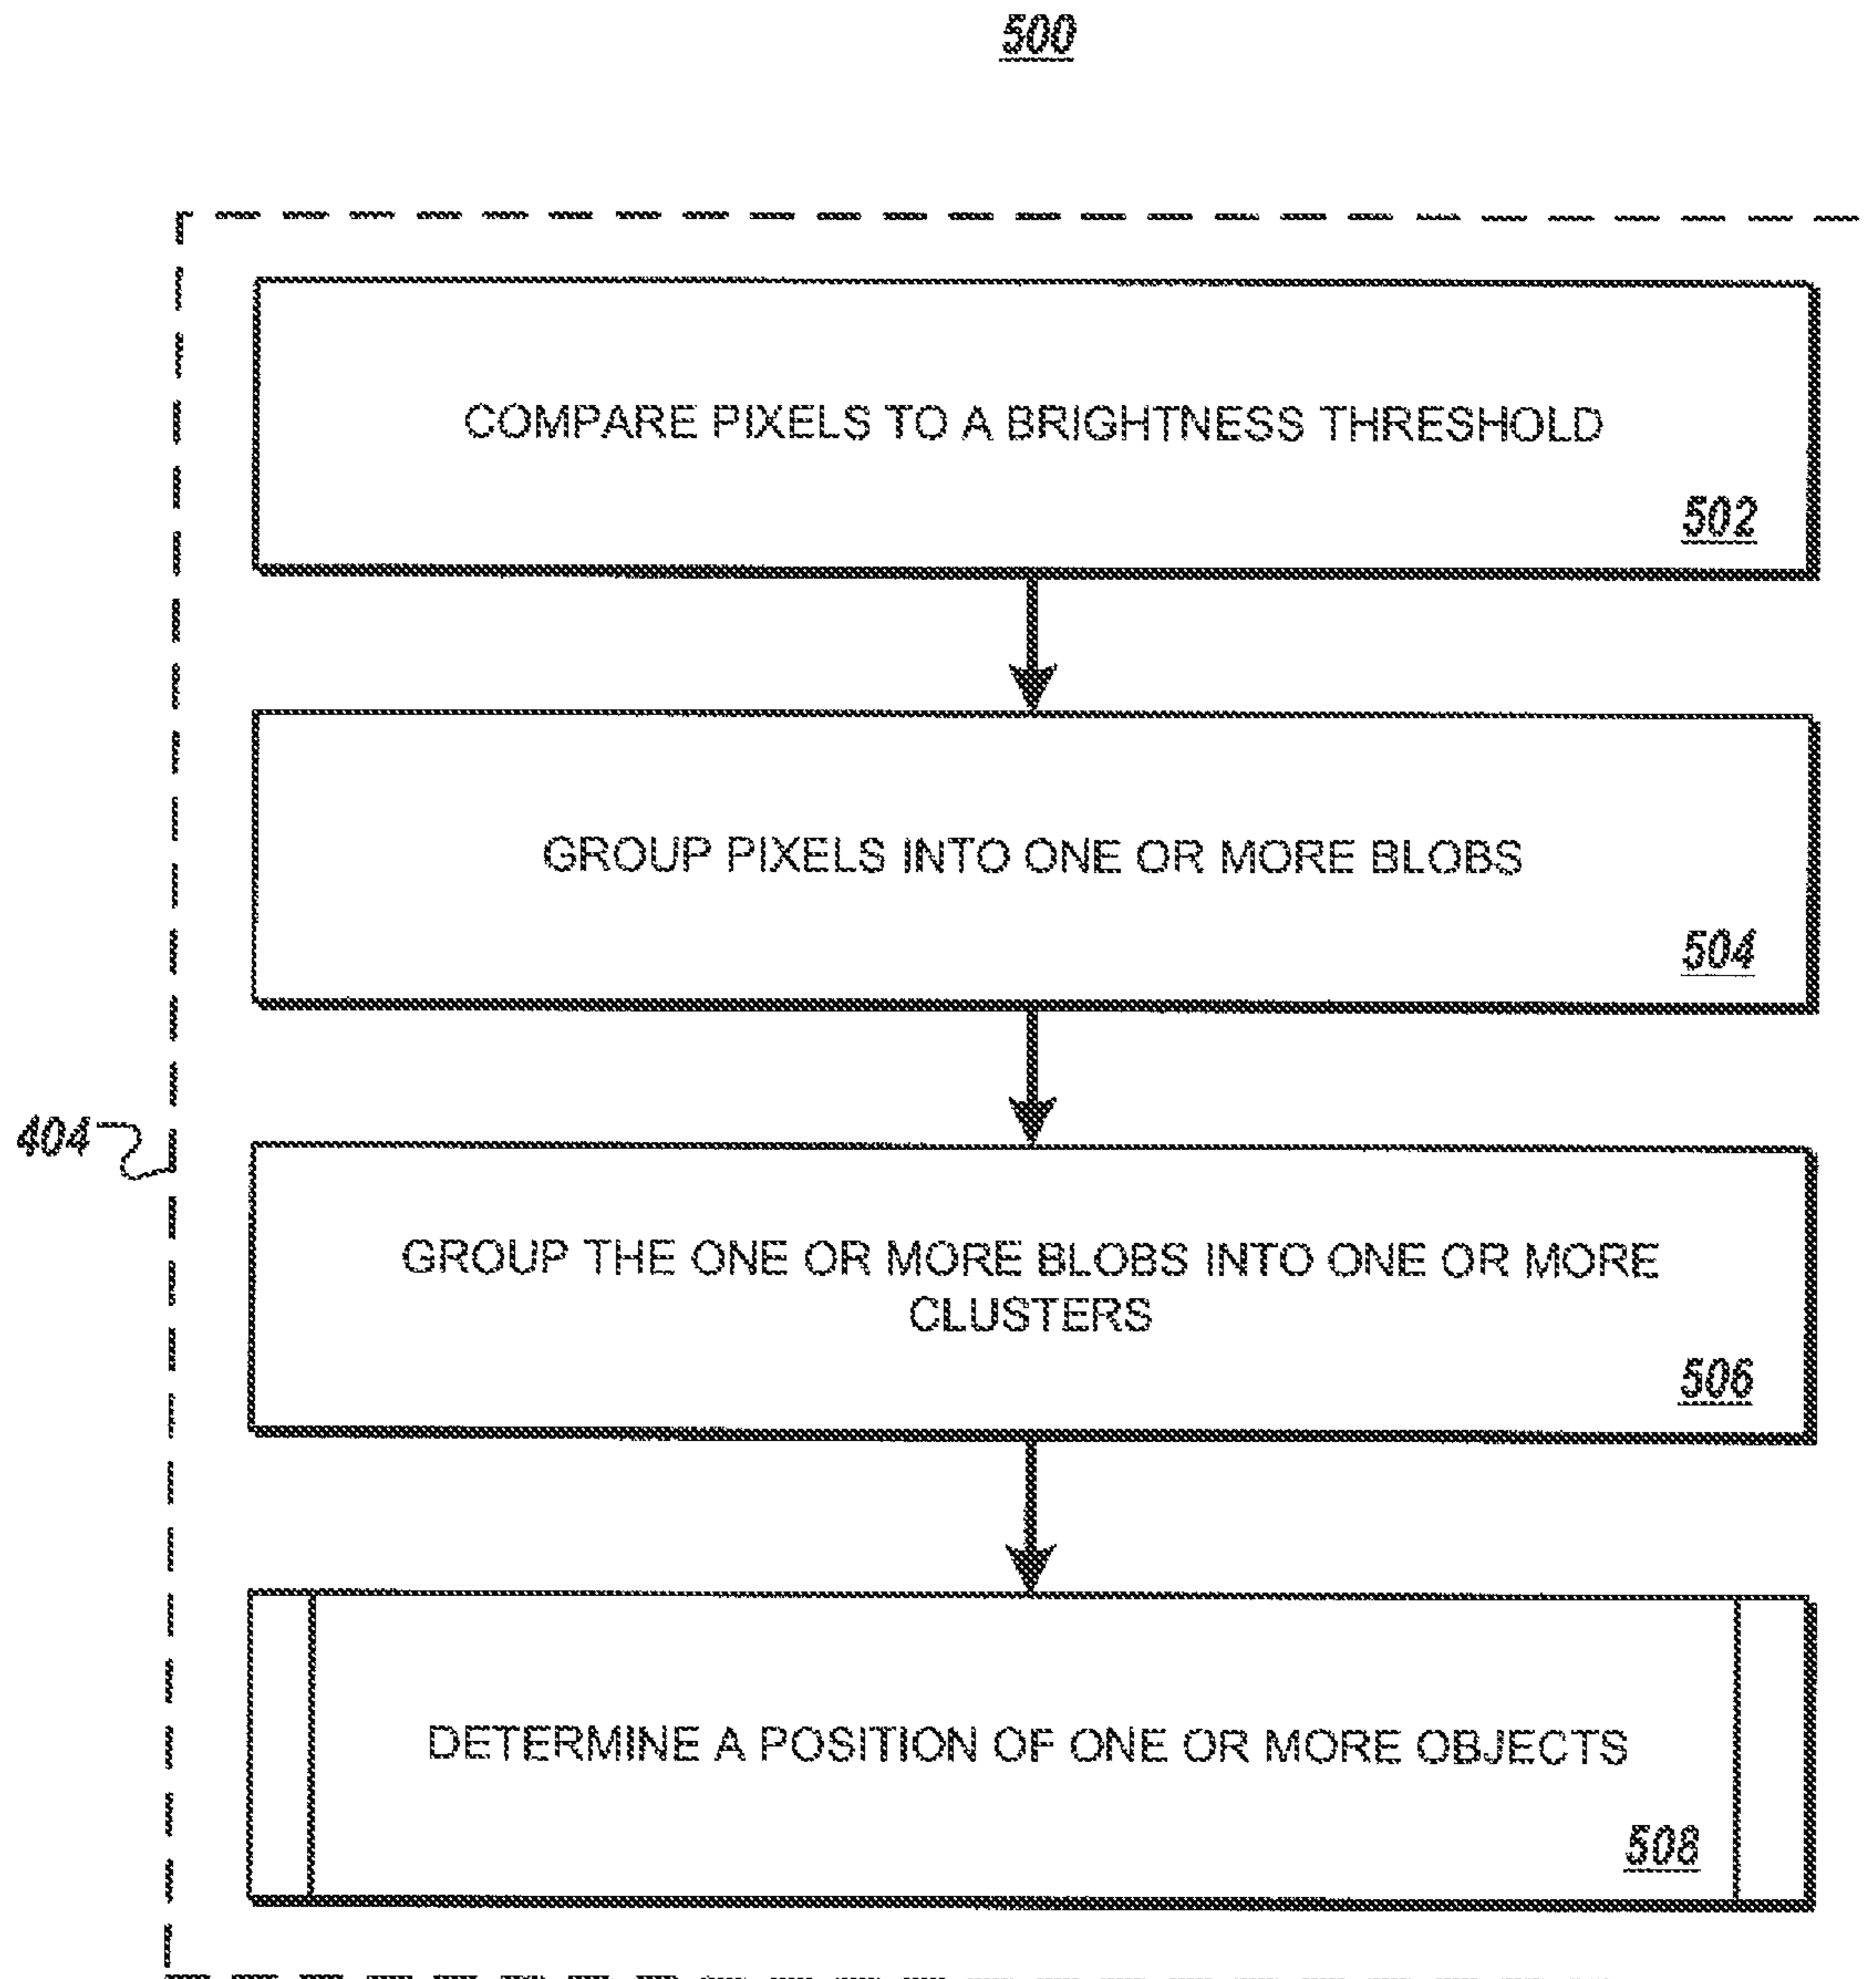 500
COMPARE PIXELS TO A BRIGHTNESS THRESHOLD
502
GROUP PIXELS INTO ONE OR MORE BLOBS
504
404
GROUP THE ONE OR MORE BLOBS INTO ONE OR MORE
CLUSTERS
506
DETERMINE A POSITION OF ONE OR MORE OBJECTS
508